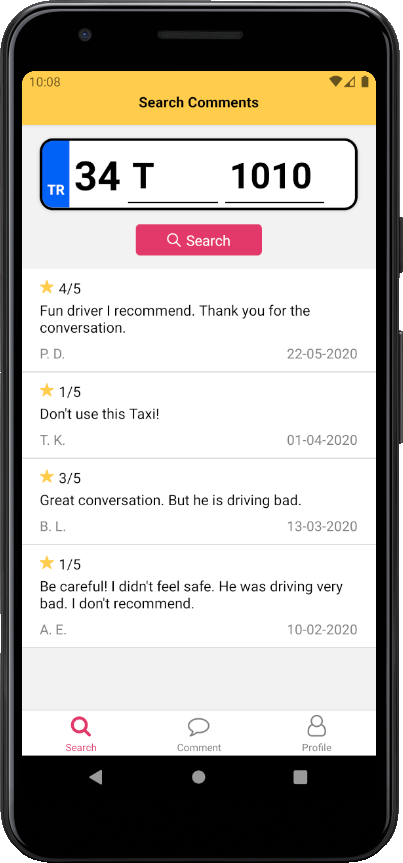 10:08
Search Comments
TR 34 T 1010
Search
4/5
Fun driver I recommend. Thank you for the
conversation.
P. D. 22-05-2020
1/5
Don't use this Taxi!
T. K. 01-04-2020
3/5
Great conversation. But he is driving bad.
B. L. 13-03-2020
1/5
Be careful! I didn't feel safe. He was driving very
bad. I don't recommend.
A. E. 10-02-2020
Search Comment Profile